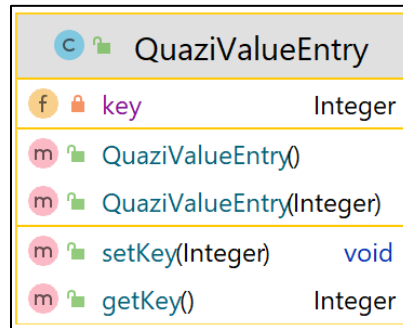 C QuaziValueEntry
f key Integer
m QuaziValueEntry()
m QuaziValueEntry(Integer)
m setKey(Integer) void
m getKey() Integer